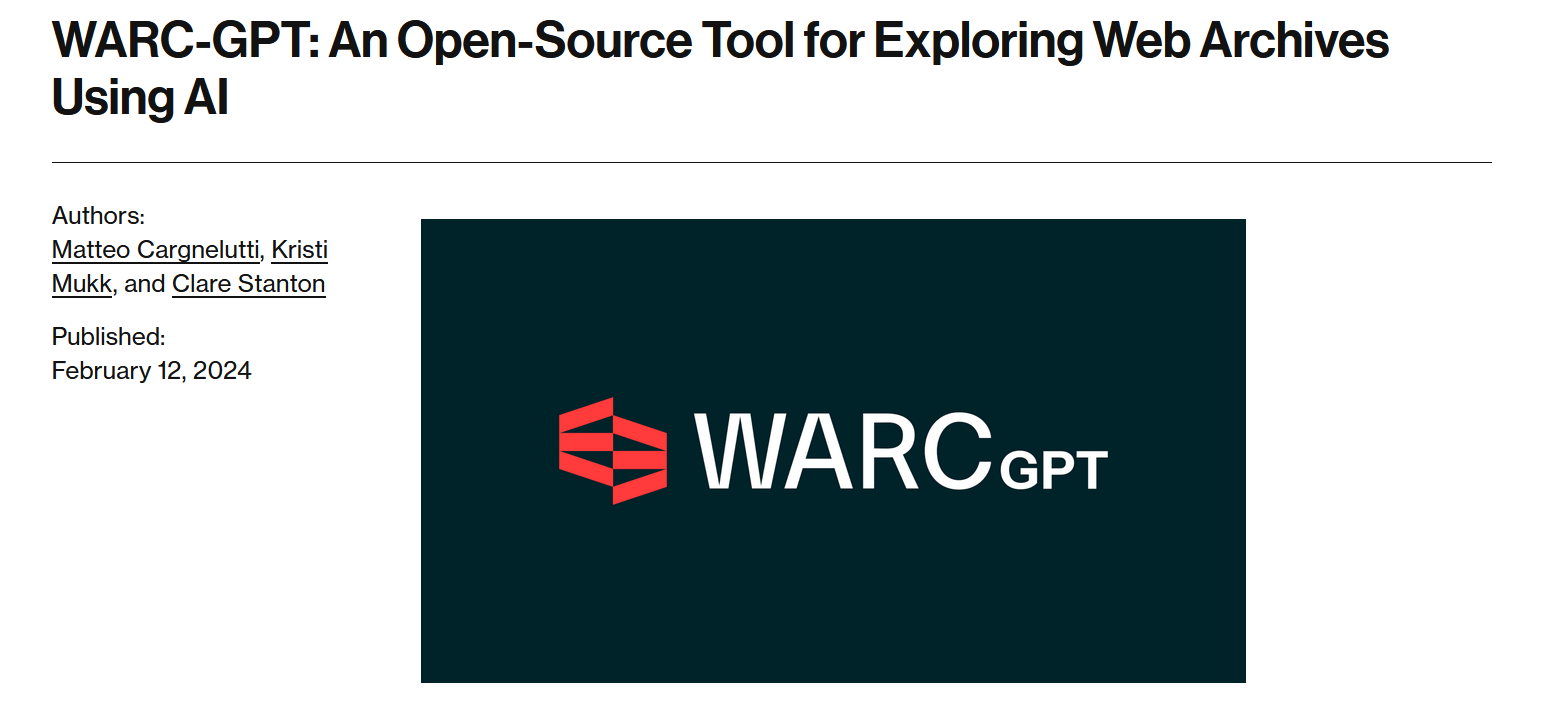 WARC-GPT: An Open-Source Tool for Exploring Web Archives
Using AI
Authors:
Matteo Cargnelutti, Kristi
Mukk, and Clare Stanton
Published:
February 12, 2024
WARC GPT